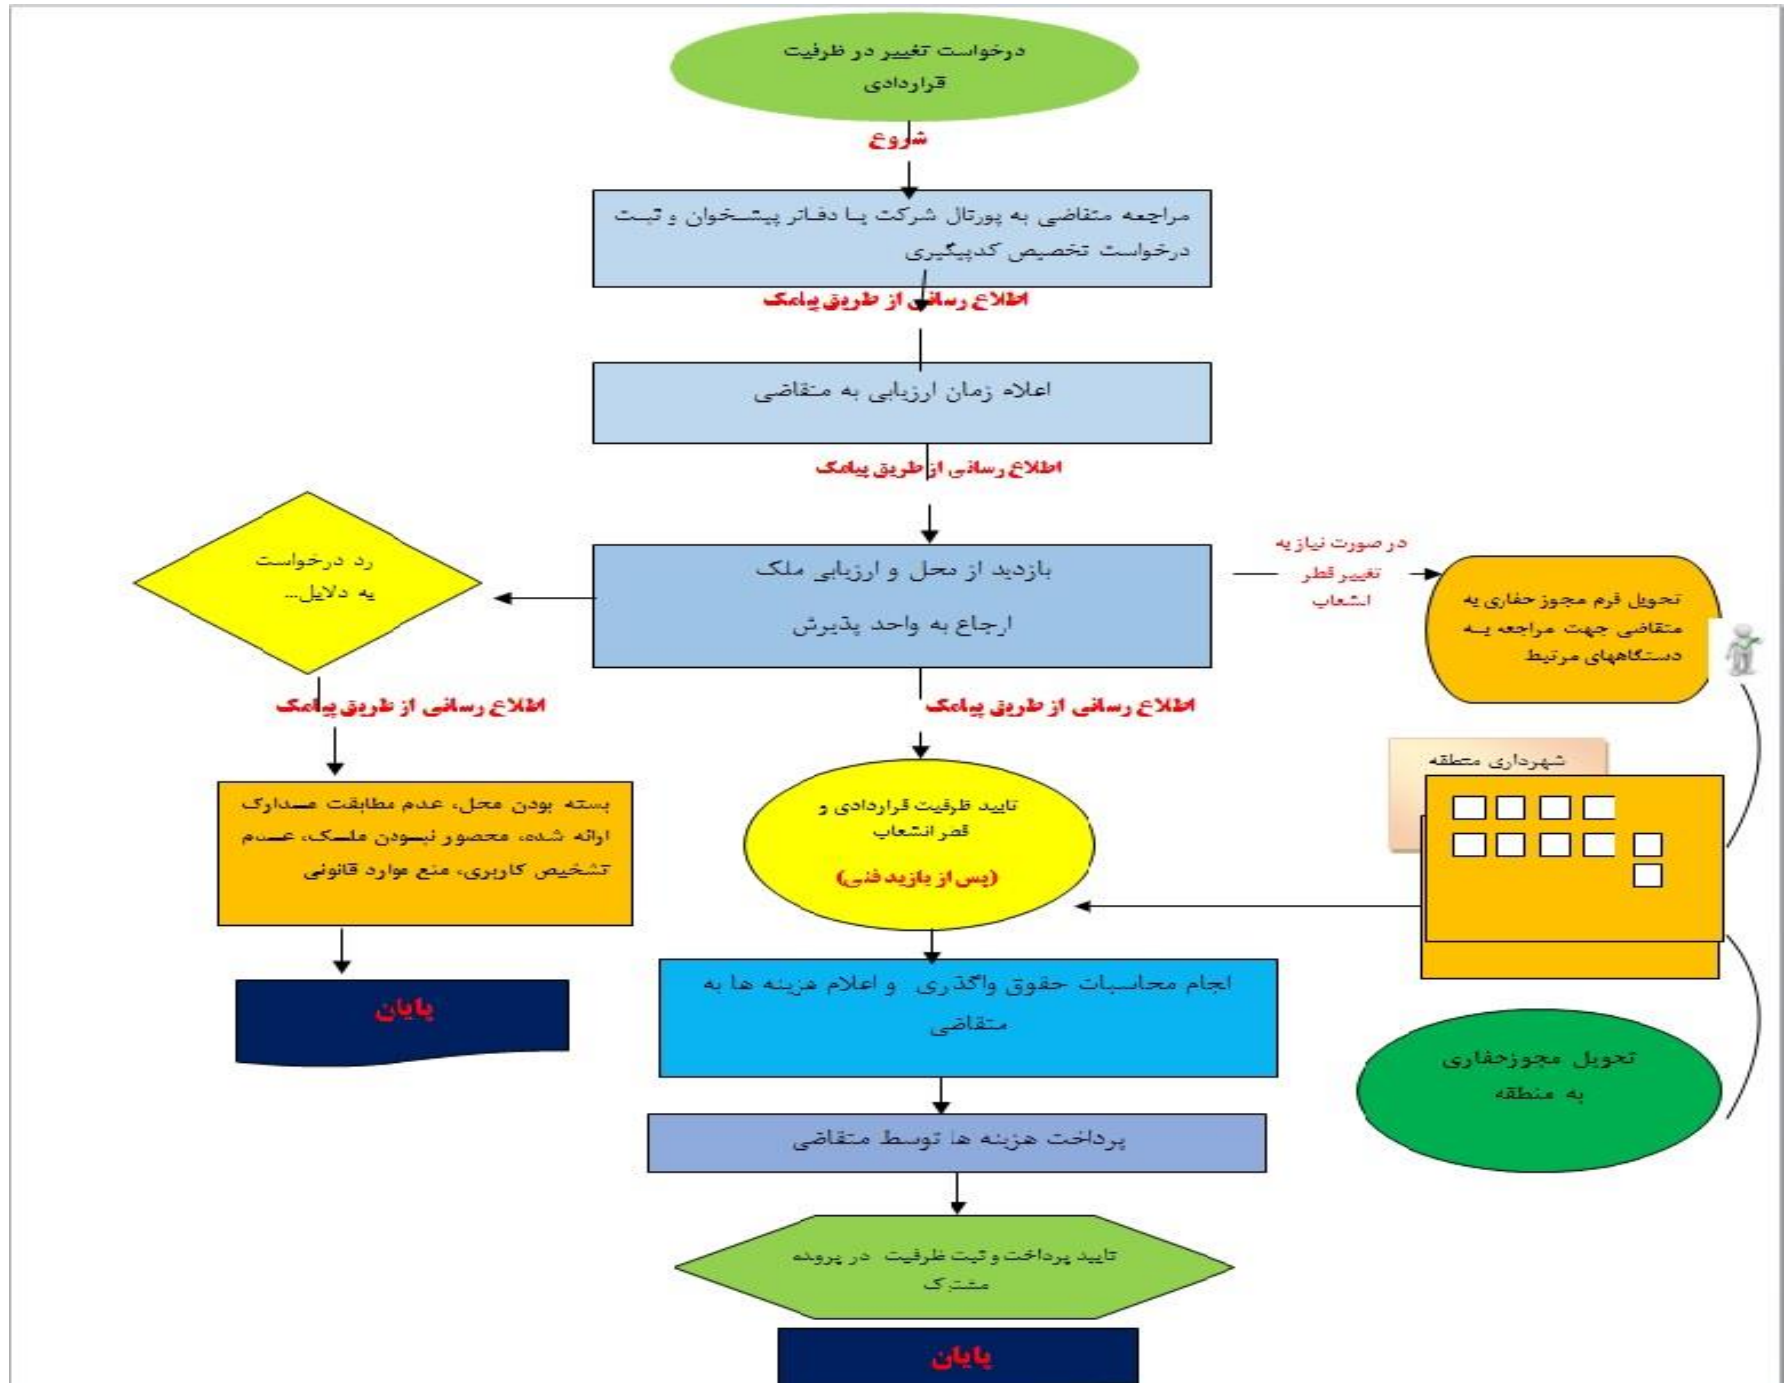 درخواست تغییر در ظرفیت
قراردادی
شروع
مراجعه متقاضی به پورتال شرکت یا دفاتر پیشخوان و ثبت
درخواست تخصیص کدپیگیری
اطلاع رسانی از طریق پیامک
اعلام زمان ارزیابی به متقاضی
اطلاع رسانی از طریق پیامک
بازدید از محل و ارزیابی ملک
ارجاع به واحد پذیرش
در صورت نیاز به
تغییر قطر
انشعاب
تحویل فرم مجوز حفاری به
متقاضی جهت مراجعه به
دستگاههای مرتبط
رد درخواست
به دلایل...
اطلاع رسانی از طریق پیامک
اطلاع رسانی از طریق پیامک
شهرداری منطقه
بسته بودن محل، عدم مطابقت مدارک
ارائه شده، محصور نبودن ملک، عدم
تشخیص کاربری، منع موارد قانونی
تایید ظرفیت قراردادی و
قطر انشعاب
(پس از بازید فنی)
پایان
انجام محاسبات حقوق واگذری و اعلام هزینه ها به
متقاضی
تحویل مجوزحفاری
به منطقه
پرداخت هزینه ها توسط متقاضی
تایید پرداخت و ثبت ظرفیت در پرونده
مشترک
پایان